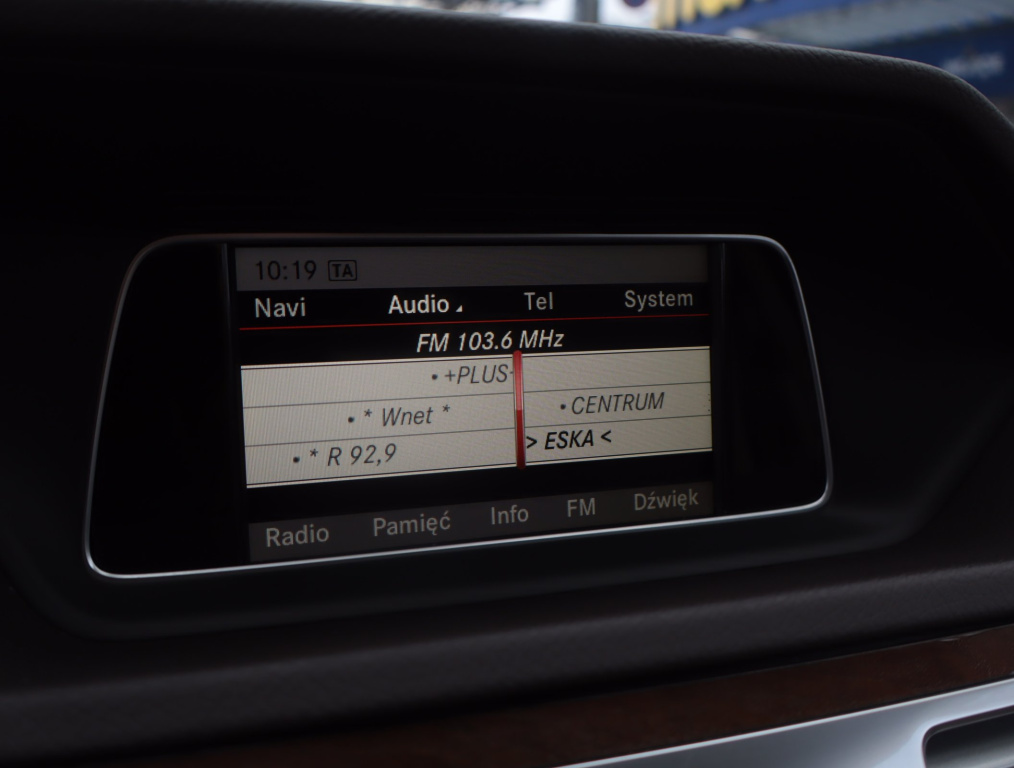 10:19 TA
Navi Audio Tel System
FM 103.6 MHz
• +PLUS-
• * Wnet * • CENTRUM
• * R 92,9 > ESKA <
Radio Pamięć Info FM Dźwięk